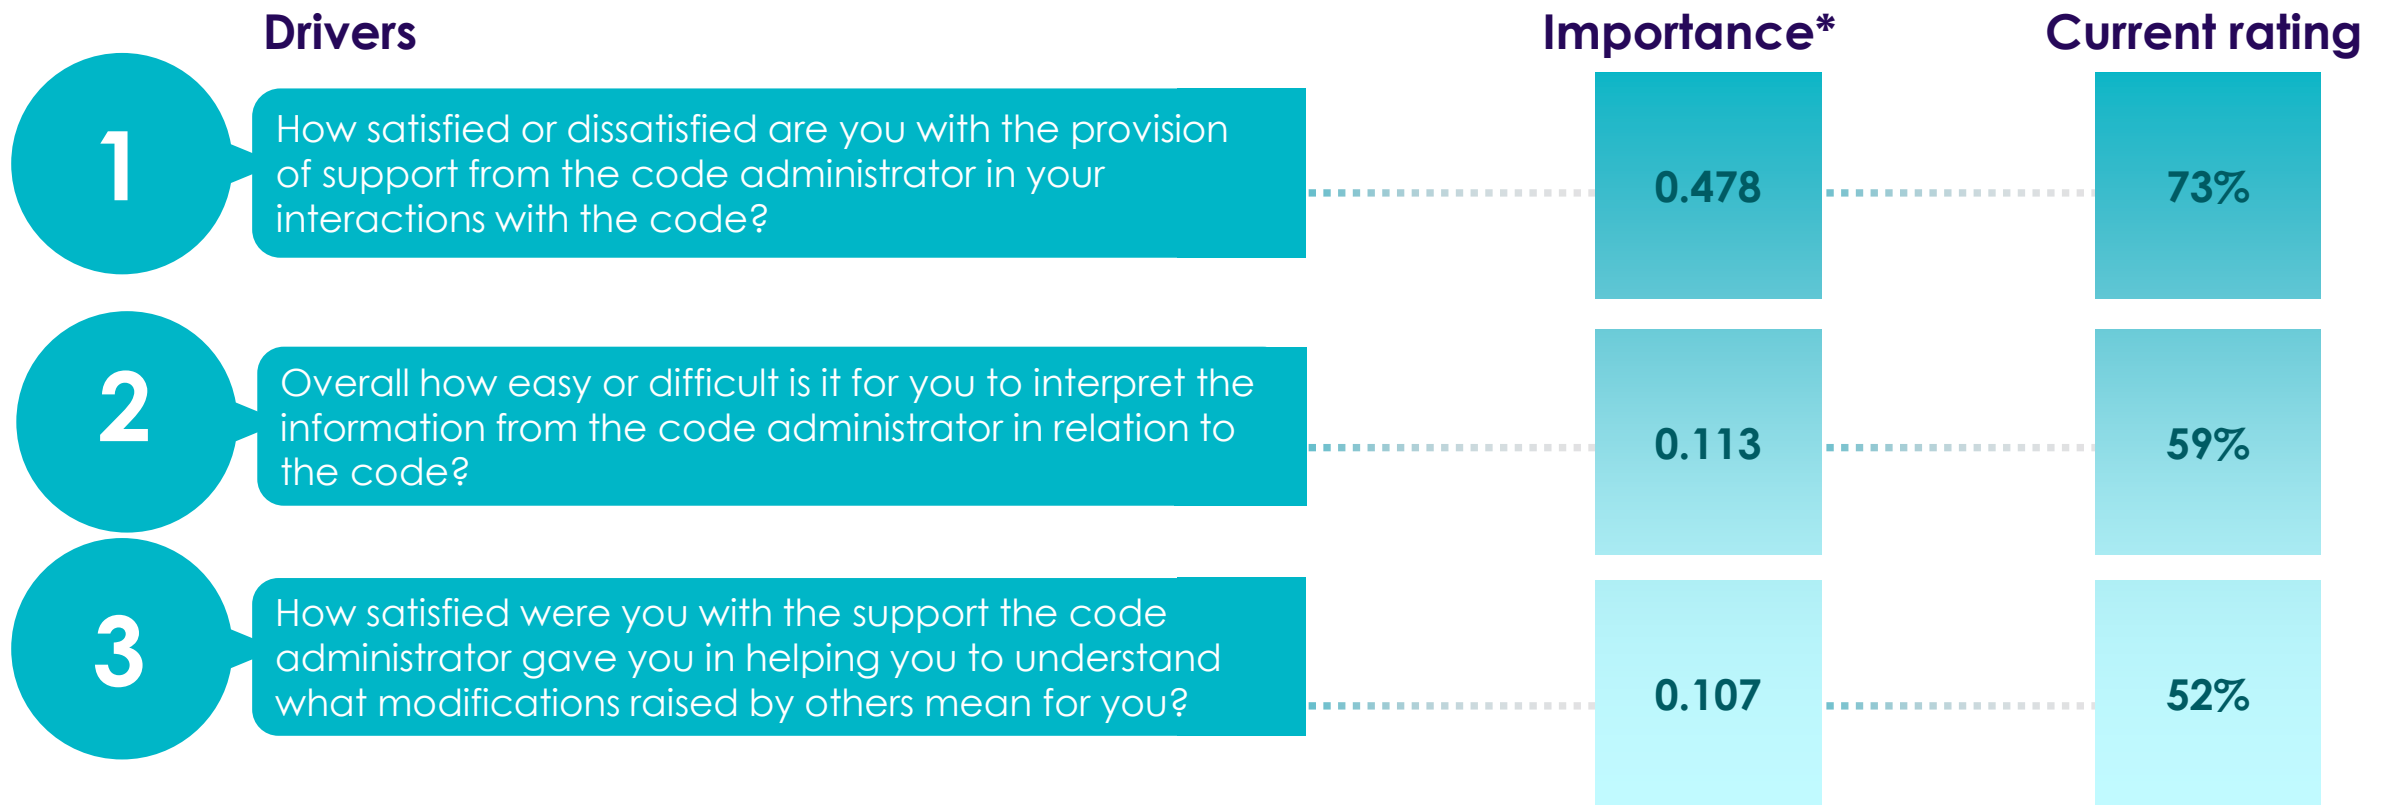 Drivers Importance* Current rating
1
How satisfied or dissatisfied are you with the provision
of support from the code administrator in your
interactions with the code?
0.478 73%
2
Overall how easy or difficult is it for you to interpret the
information from the code administrator in relation to
the code?
0.113 59%
3
How satisfied were you with the support the code
administrator gave you in helping you to understand
what modifications raised by others mean for you?
0.107 52%